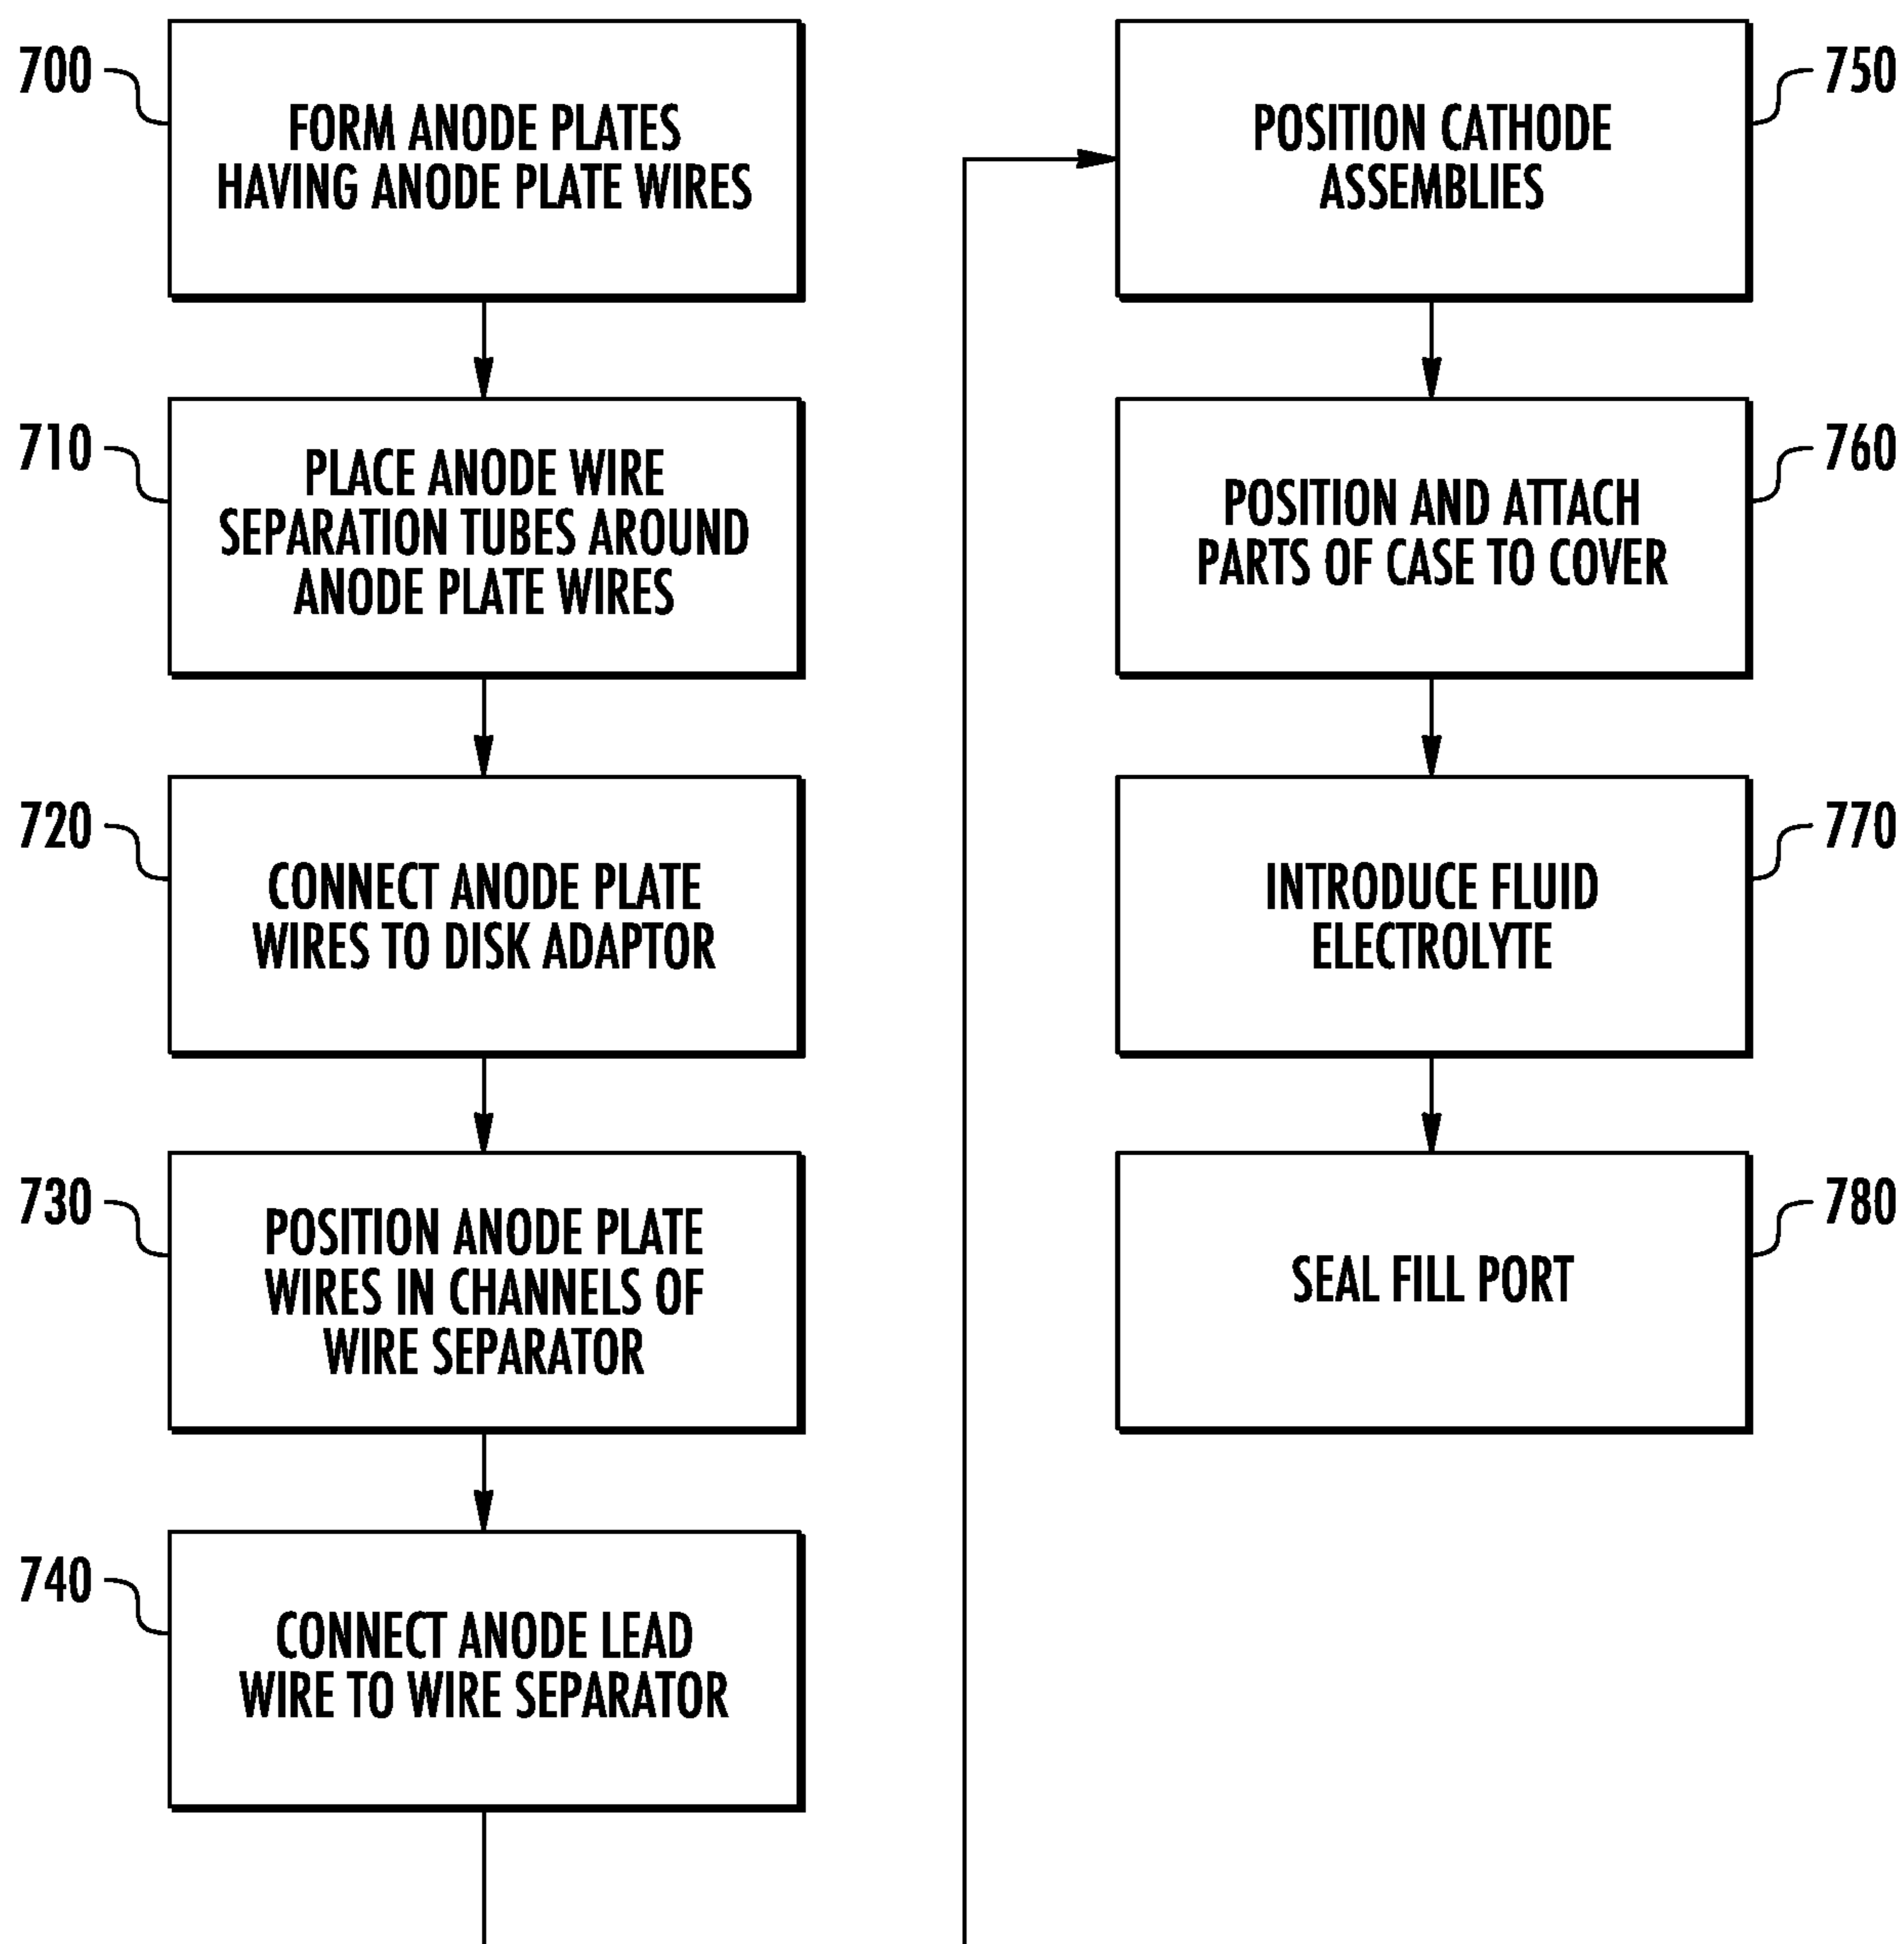 700
FORM ANODE PLATES
HAVING ANODE PLATE WIRES
710
PLACE ANODE WIRE
SEPARATION TUBES AROUND
ANODE PLATE WIRES
720
CONNECT ANODE PLATE
WIRES TO DISK ADAPTOR
730
POSITION ANODE PLATE
WIRES IN CHANNELS OF
WIRE SEPARATOR
740
CONNECT ANODE LEAD
WIRE TO WIRE SEPARATOR
750
POSITION CATHODE
ASSEMBLIES
760
POSITION AND ATTACH
PARTS OF CASE TO COVER
770
INTRODUCE FLUID
ELECTROLYTE
780
SEAL FILL PORT